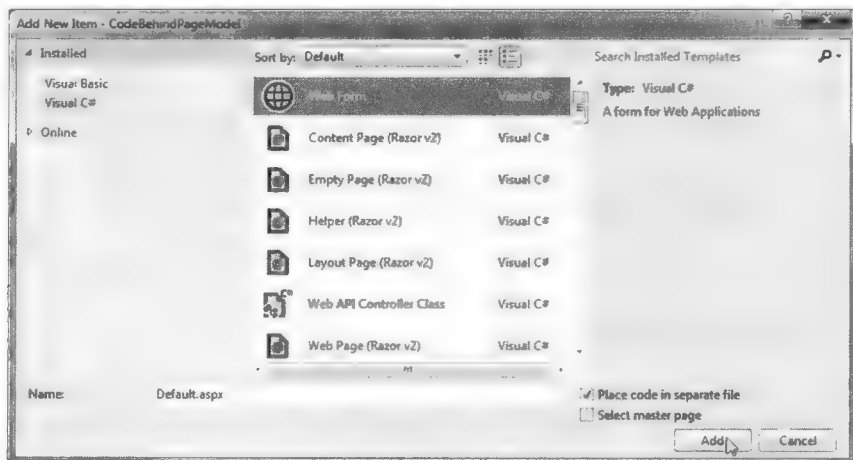 Add New Item - CodeBehindPageModel
Installed
Visual Basic
Visual C#
Online
Sort by: Default
Web Form Visual C#
Content Page (Razor v2) Visual C#
Empty Page (Razor v2) Visual C#
Helper (Razor v2) Visual C#
Layout Page (Razor v2) Visual C#
Web API Controller Class Visual C#
Web Page (Razor v2) Visual C#
Search Installed Templates
Type: Visual C#
A form for Web Applications
Name: Default.aspx
Place code in separate file
Select master page
Add Cancel